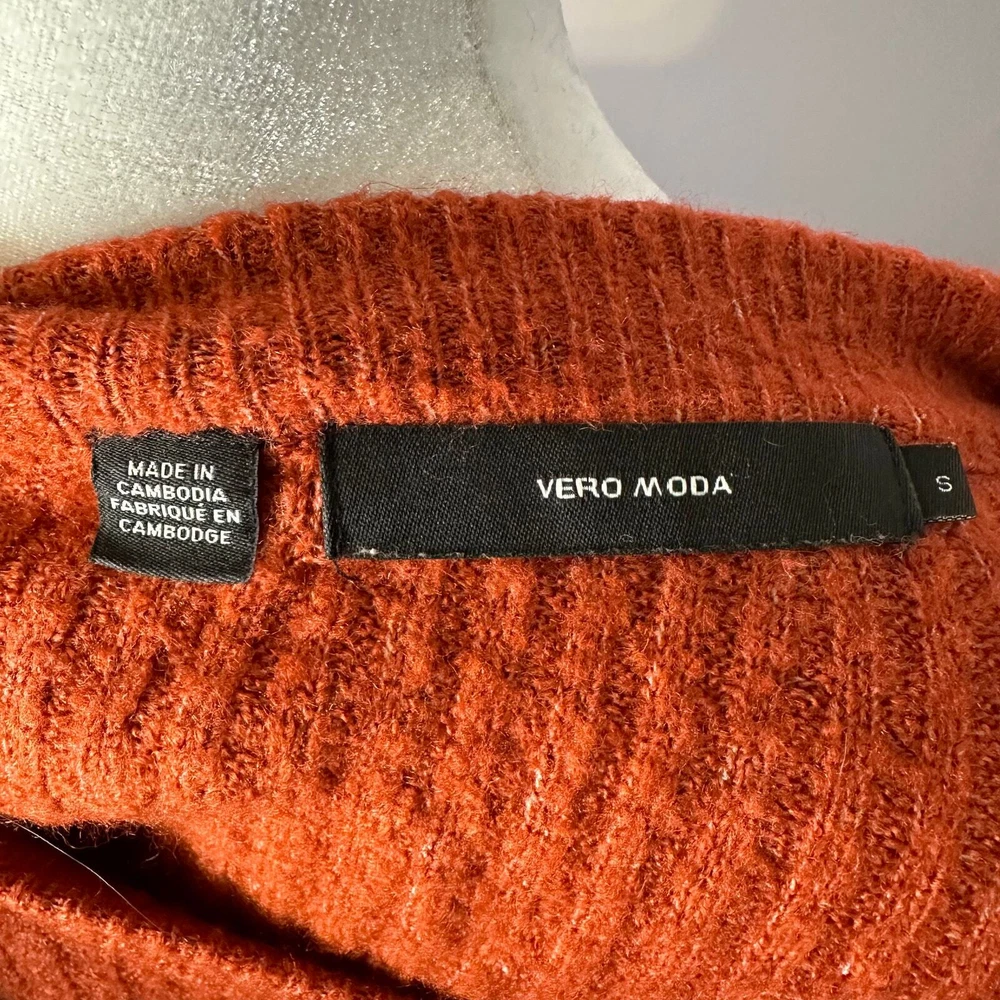 MADE IN
CAMBODIA
FABRIQUÉ EN
CAMBODGE
VERO MODA
S